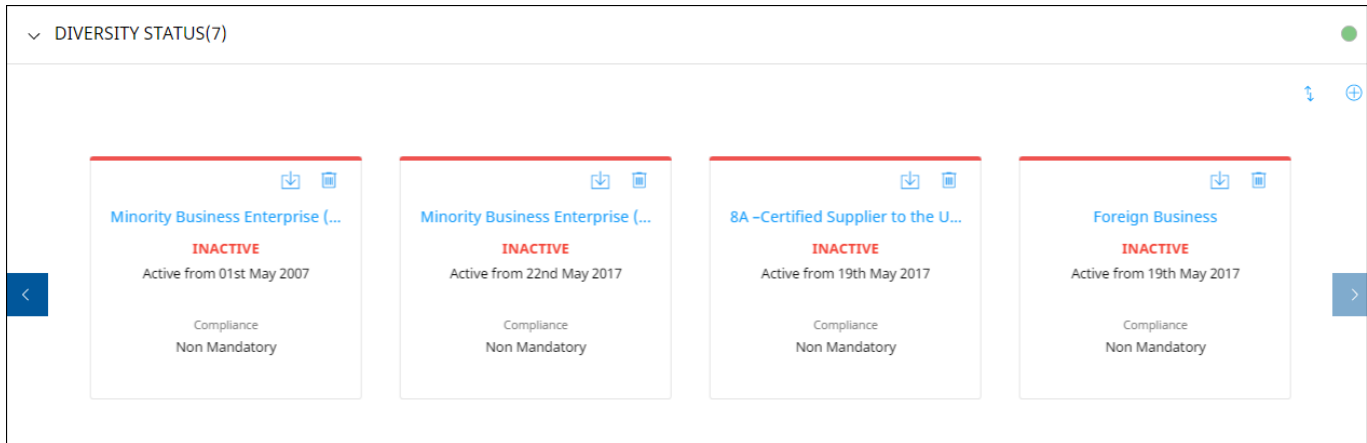 DIVERSITY STATUS(7)
Minority Business Enterprise (...
INACTIVE
Active from 01st May 2007
Compliance
Non Mandatory
Minority Business Enterprise (...
INACTIVE
Active from 22nd May 2017
Compliance
Non Mandatory
8A –Certified Supplier to the U...
INACTIVE
Active from 19th May 2017
Compliance
Non Mandatory
Foreign Business
INACTIVE
Active from 19th May 2017
Compliance
Non Mandatory